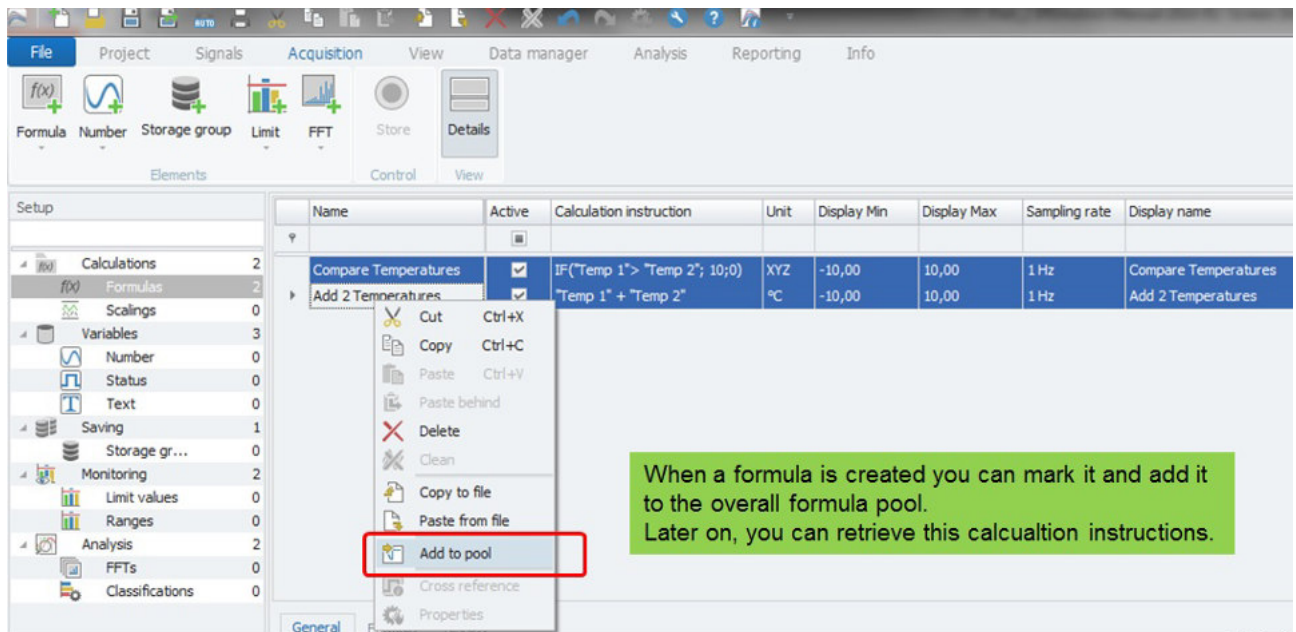 AUTO
File Project Signals Acquisition View Data manager Analysis Reporting Info
f(x)
Formula Number Storage group Limit FFT Store Details
Elements Control View
Setup
Name Active Calculation instruction Unit Display Min Display Max Sampling rate Display name
f(x) Calculations 2
Compare Temperatures IF("Temp 1"> "Temp 2"; 10;0) XYZ -10,00 10,00 1 Hz Compare Temperatures
f(x) Formulas 2
Add 2 Temperatures "Temp 1" + "Temp 2" °C -10,00 10,00 1 Hz Add 2 Temperatures
Scalings 0
Variables 3
Number 0
Status 0
T Text 0
Saving 1
Storage gr... 0
Monitoring 2
Limit values 0
Ranges 0
Analysis 2
FFTs 0
Classifications 0
Cut Ctrl+X
Copy Ctrl+C
Paste Ctrl+V
Paste behind
Delete
Clean
Copy to file
Paste from file
Add to pool
Cross reference
Properties
When a formula is created you can mark it and add it
to the overall formula pool.
Later on, you can retrieve this calcualtion instructions.
General